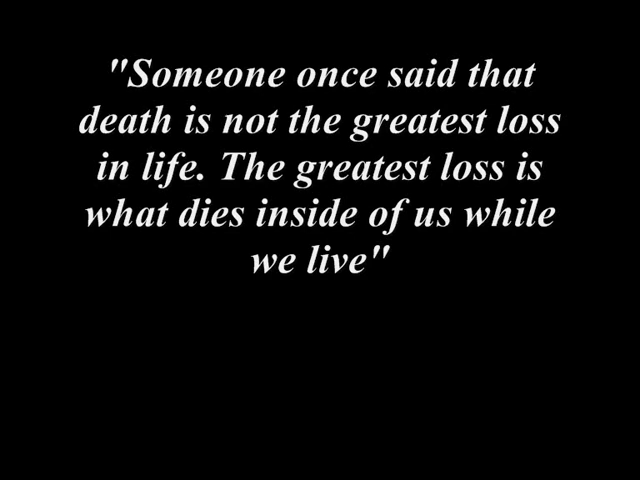 "Someone once said that
death is not the greatest loss
in life. The greatest loss is
what dies inside of us while
we live"